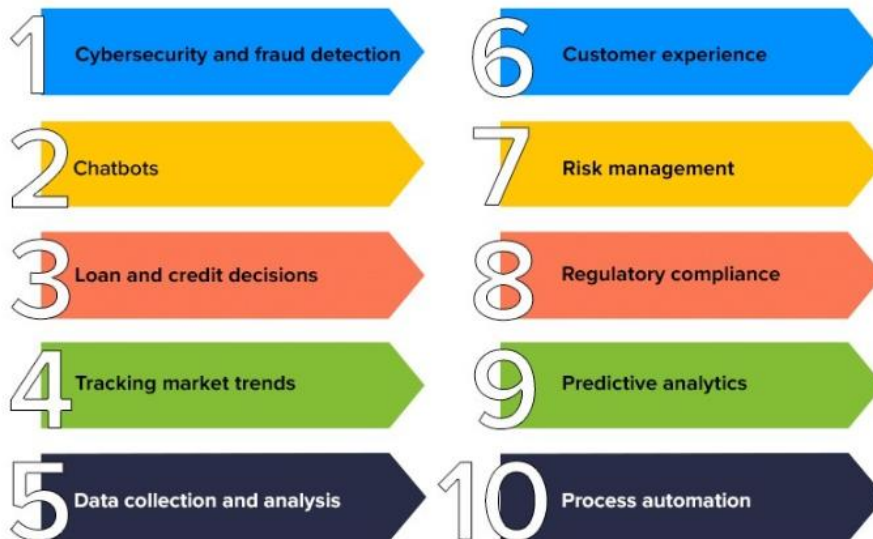 1 Cybersecurity and fraud detection
2 Chatbots
3 Loan and credit decisions
4 Tracking market trends
5 Data collection and analysis
6 Customer experience
7 Risk management
8 Regulatory compliance
9 Predictive analytics
10 Process automation